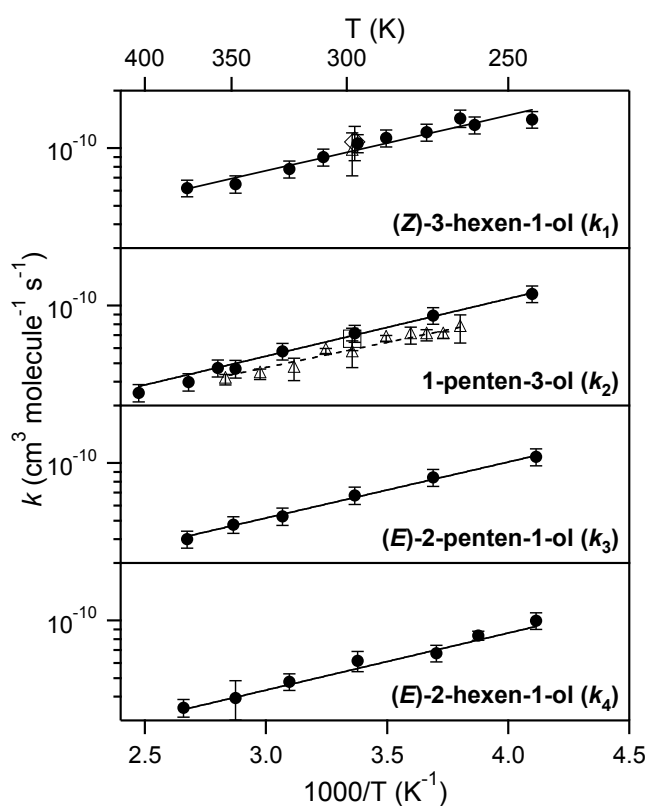 T (K)
400 350 300 250
10⁻¹⁰
(Z)-3-hexen-1-ol (k₁)
10⁻¹⁰
1-penten-3-ol (k₂)
10⁻¹⁰
(E)-2-penten-1-ol (k₃)
10⁻¹⁰
(E)-2-hexen-1-ol (k₄)
k (cm³ molecule⁻¹ s⁻¹)
2.5 3.0 3.5 4.0 4.5
1000/T (K⁻¹)